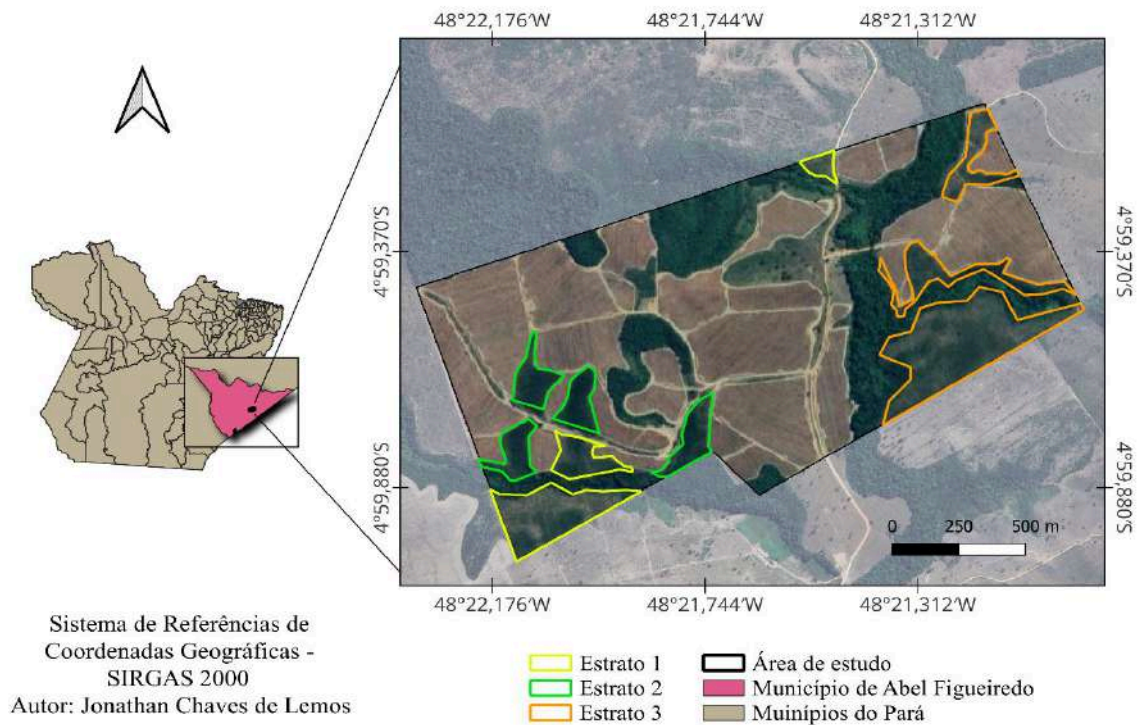 48°22,176'W 48°21,744'W 48°21,312'W
4°59,370'S
4°59,370'S
4°59,880'S
4°59,880'S
0 250 500 m
48°22,176'W 48°21,744'W 48°21,312'W
Sistema de Referências de
Coordenadas Geográficas -
SIRGAS 2000
Autor: Jonathan Chaves de Lemos
Estrato 1
Estrato 2
Estrato 3
Área de estudo
Município de Abel Figueiredo
Muinípios do Pará